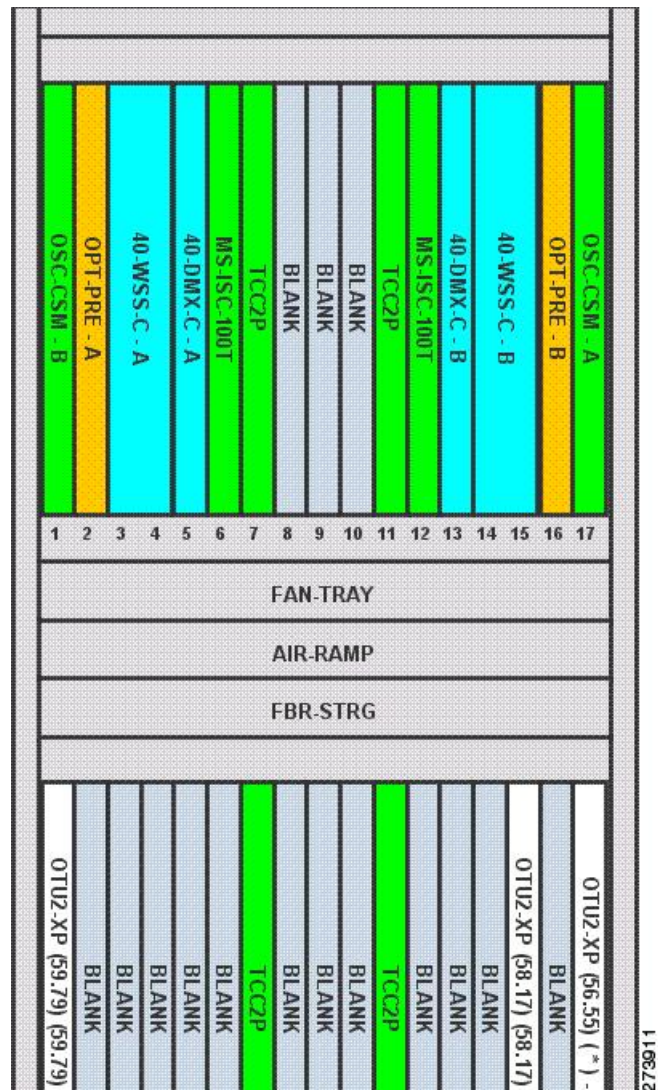 OSC-CSM - B
OPT-PRE - A
40-WSS-C - A
40-DMX-C - A
MS-ISC-100T
TCC2P
BLANK
BLANK
BLANK
TCC2P
MS-ISC-100T
40-DMX-C - B
40-WSS-C - B
OPT-PRE - B
OSC-CSM - A
1 2 3 4 5 6 7 8 9 10 11 12 13 14 15 16 17
FAN-TRAY
AIR-RAMP
FBR-STRG
OTU2-XP (59.79) (59.79)
BLANK
BLANK
BLANK
BLANK
BLANK
TCC2P
BLANK
BLANK
BLANK
TCC2P
BLANK
BLANK
BLANK
OTU2-XP (58.17) (58.17)
BLANK
OTU2-XP (56.55) ( * )
273911